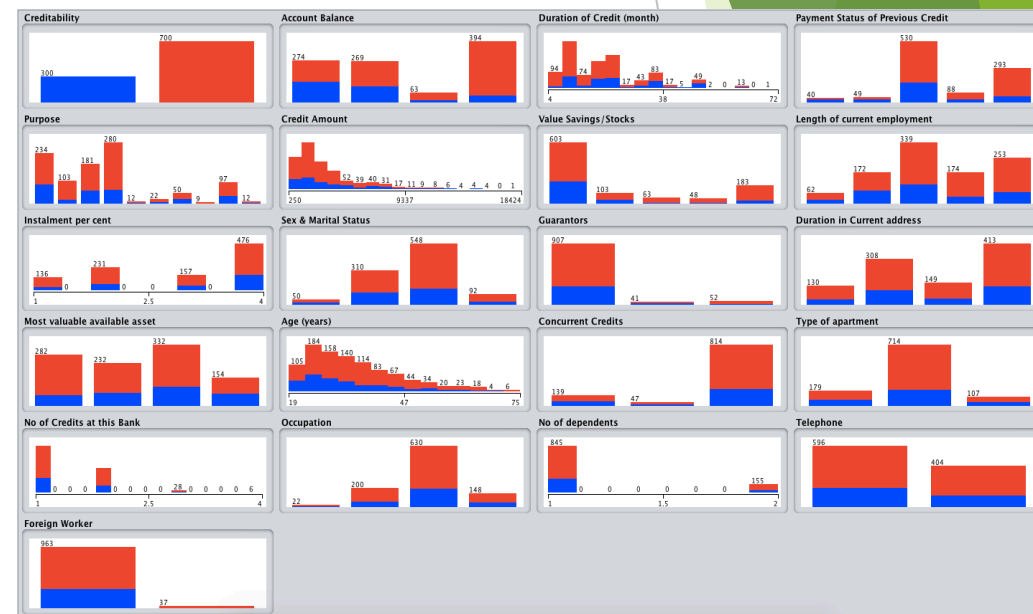 Creditability
300
700
Account Balance
274 269 63 394
Duration of Credit (month)
94 74 17 43 83 17 5 49 2 0 13 0 1
4 38 72
Payment Status of Previous Credit
40 49 530 88 293
Purpose
234 103 181 280 12 22 50 9 97 12
Credit Amount
52 39 40 31 17 11 9 8 6 4 4 4 0 1
250 9337 18424
Value Savings/Stocks
603 103 63 48 183
Length of current employment
62 172 339 174 253
Instalment per cent
136 0 231 0 0 157 0 476
1 2.5 4
Sex & Marital Status
50 310 548 92
Guarantors
907 41 52
Duration in Current address
130 308 149 413
Most valuable available asset
282 232 332 154
Age (years)
105 184 158 140 114 83 67 44 34 20 23 18 4 6
19 47 75
Concurrent Credits
139 47 814
Type of apartment
179 714 107
No of Credits at this Bank
0 0 0 0 0 0 0 28 0 0 0 0 6
1 2.5 4
Occupation
22 200 630 148
No of dependents
845 0 0 0 0 0 155
1 1.5 2
Telephone
596 404
Foreign Worker
963 37